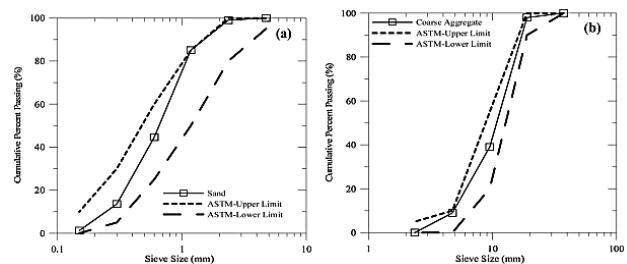 Cumulative Percent Passing (%)
100
80
60
40
20
0
(a)
Sand
ASTM-Upper Limit
ASTM-Lower Limit
0.1
1
10
Sieve Size (mm)
Cumulative Percent Passing (%)
100
80
60
40
20
0
Coarse Aggregate
ASTM-Upper Limit
ASTM-Lower Limit
(b)
1
10
100
Sieve Size (mm)